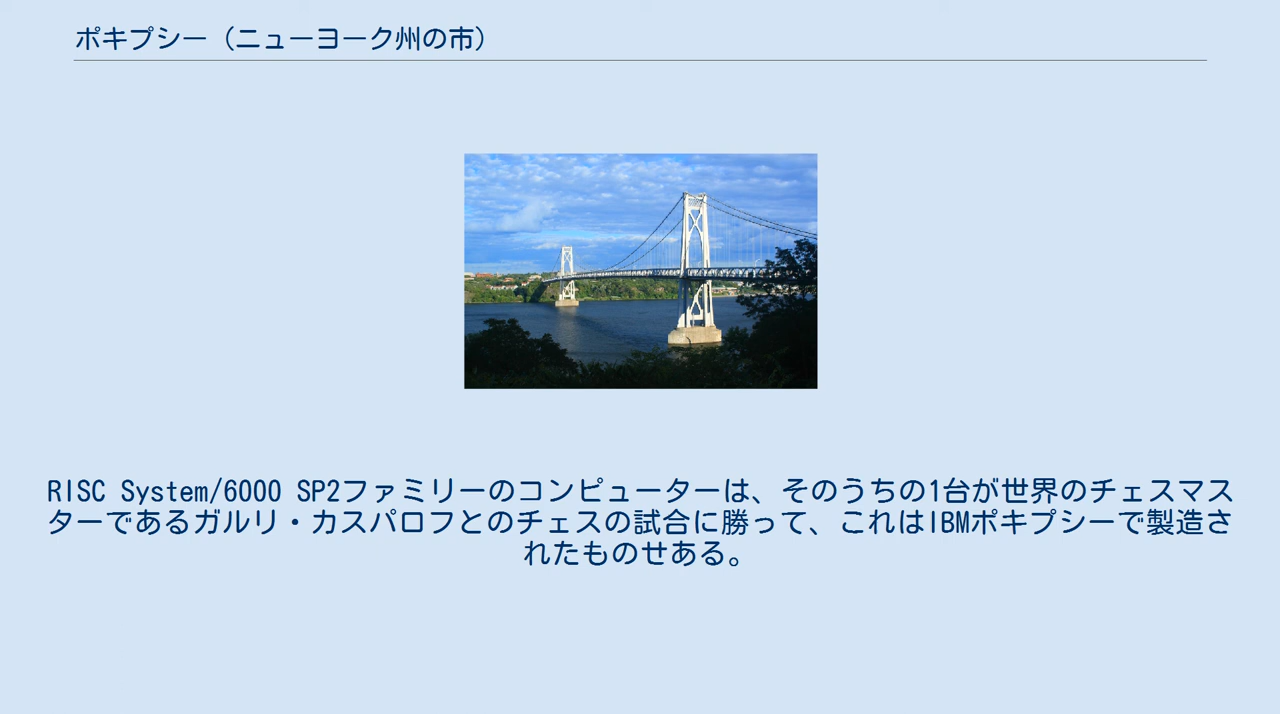 ポキプシー（ニューヨーク州の市）
RISC System/6000 SP2ファミリーのコンピューターは、そのうちの1台が世界のチェスマス
ターであるガルリ・カスパロフとのチェスの試合に勝って、これはIBMポキプシーで製造さ
れたものせある。